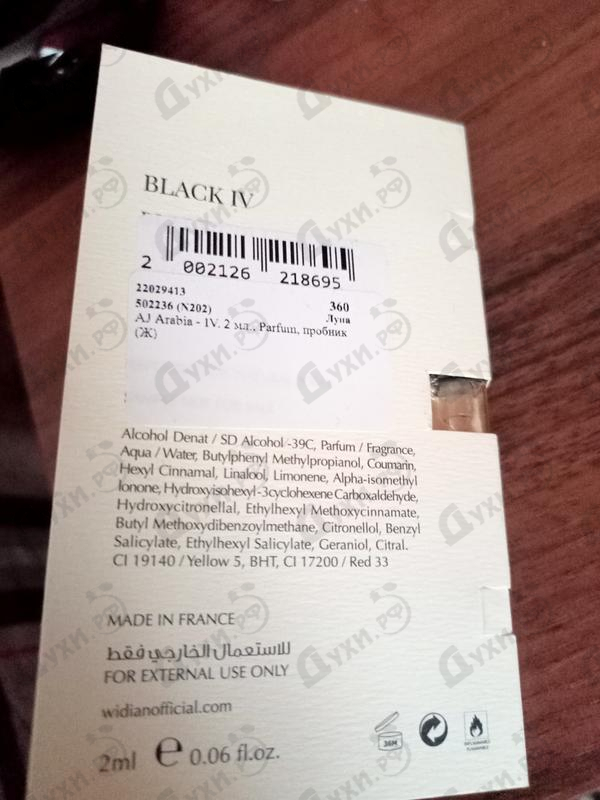 BLACK IV
2 002126 218695
22029413
502236 (N202) 360
Луна
AJ Arabia - IV. 2 мл., Parfum, пробник
(Ж)
Alcohol Denat / SD Alcohol -39C, Parfum / Fragrance,
Aqua / Water, Butylphenyl Methylpropianol, Coumarin,
Hexyl Cinnamal, Linalool, Limonene, Alpha-isomethyl
Ionone, Hydroxyisohexyl-3cyclohexene Carboxaldehyde,
Hydroxycitronellal, Ethylhexyl Methoxycinnamate,
Butyl Methoxydibenzoylmethane, Citronellol, Benzyl
Salicylate, Ethylhexyl Salicylate, Geraniol, Citral.
CI 19140 / Yellow 5, BHT, CI 17200 / Red 33
MADE IN FRANCE
للاستعمال الخارجي فقط
FOR EXTERNAL USE ONLY
widianofficial.com
2ml e 0.06 fl.oz.
36M
Духи.рф